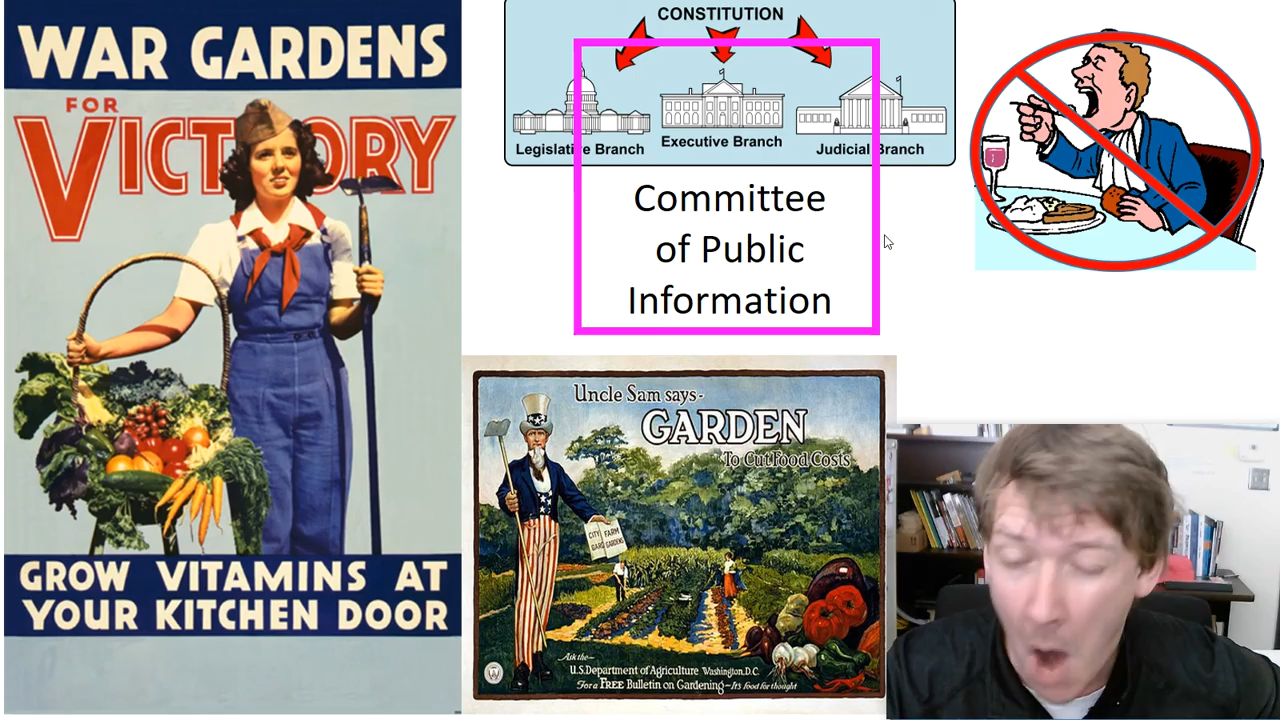 WAR GARDENS
FOR
VICTORY
GROW VITAMINS AT
YOUR KITCHEN DOOR
CONSTITUTION
Legislative Branch
Executive Branch
Judicial Branch
Committee
of Public
Information
Uncle Sam says-
GARDEN
To Cut Food Costs
CITY FARM
GARDENS
Ask the-
U.S. Department of Agriculture Washington, D.C.
For a FREE Bulletin on Gardening-It's food for thought